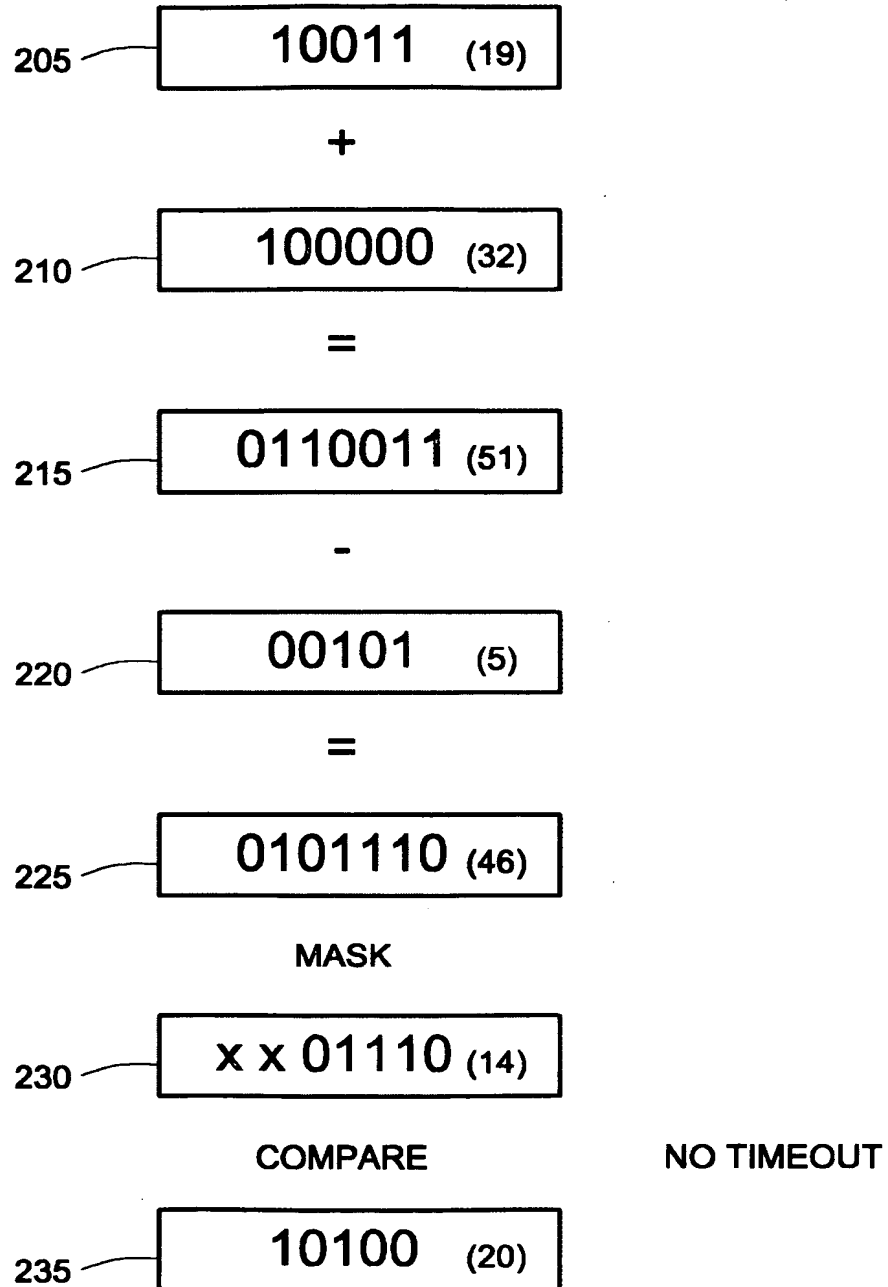 205 10011 (19)
+
210 100000 (32)
=
215 0110011 (51)
-
220 00101 (5)
=
225 0101110 (46)
MASK
230 x x 01110 (14)
COMPARE NO TIMEOUT
235 10100 (20)